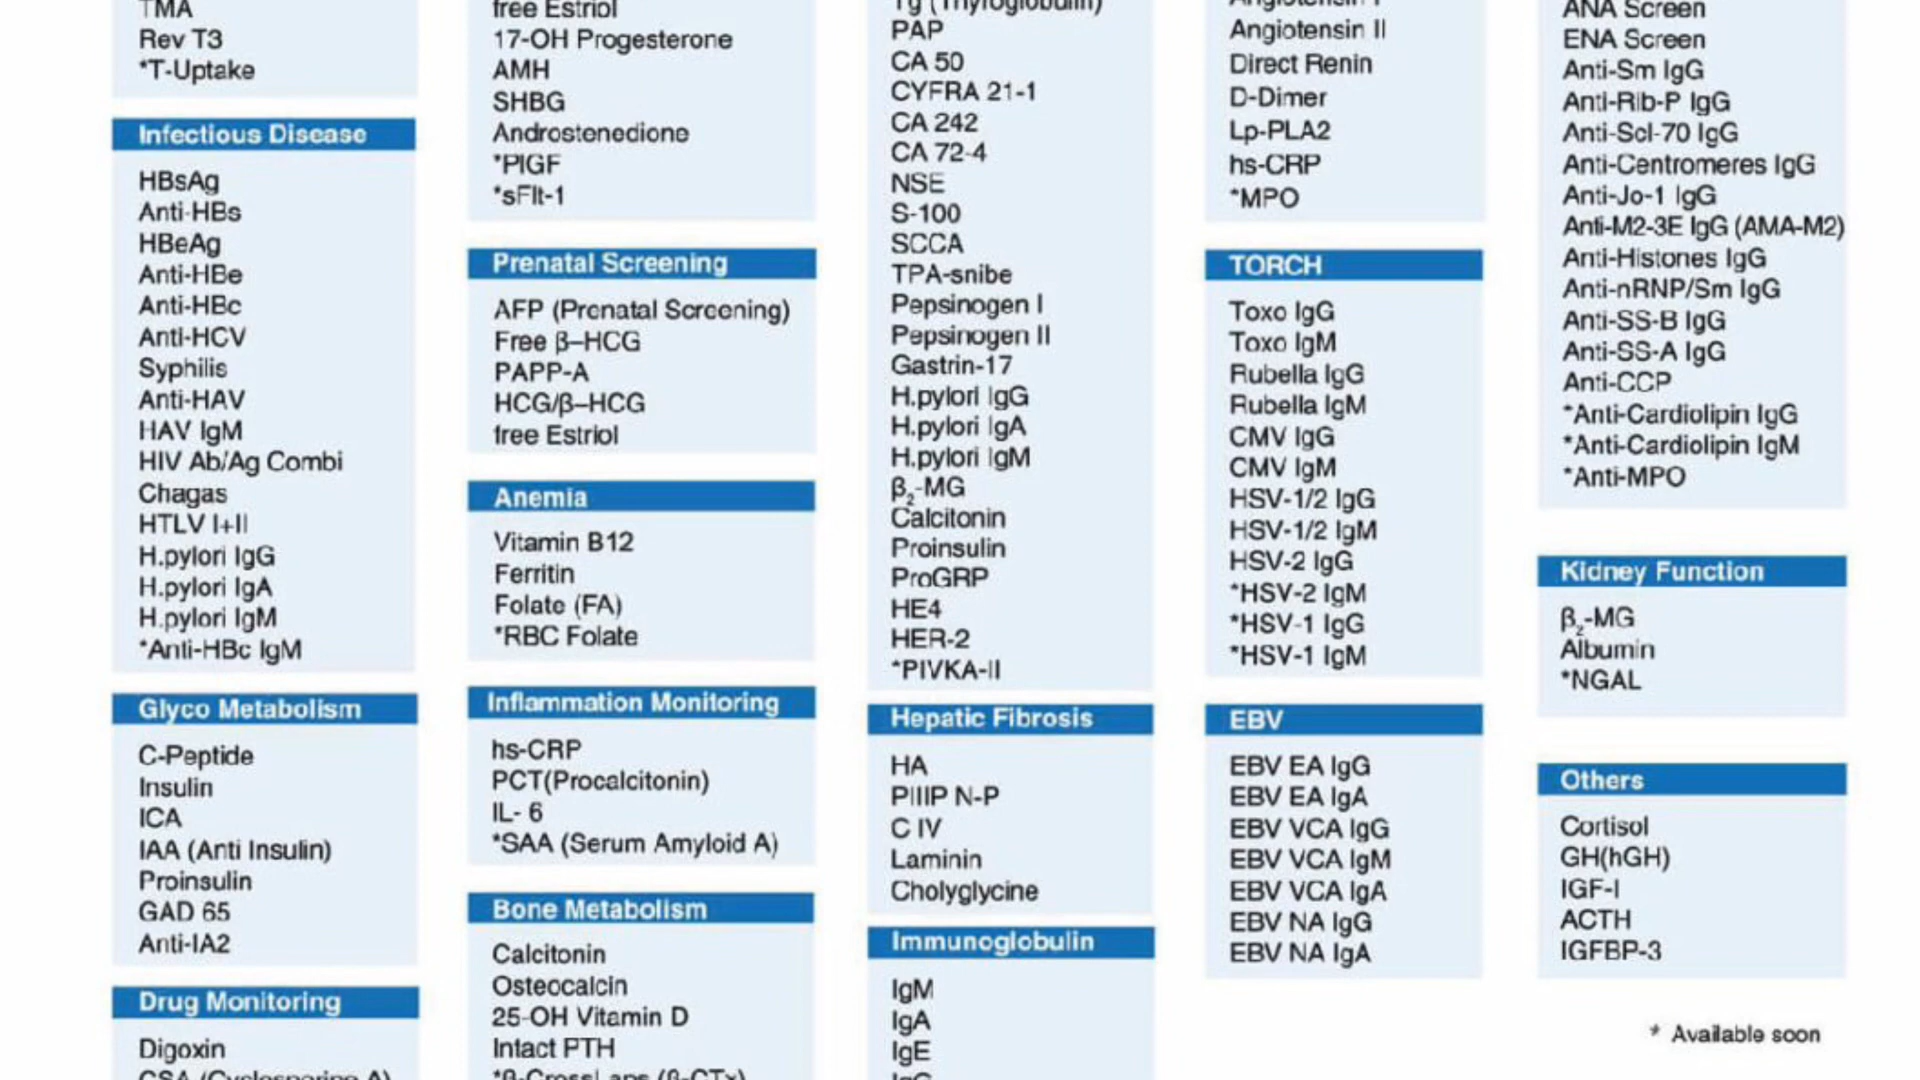 TMA
Rev T3
*T-Uptake
Infectious Disease
HBsAg
Anti-HBs
HBeAg
Anti-HBe
Anti-HBc
Anti-HCV
Syphilis
Anti-HAV
HAV IgM
HIV Ab/Ag Combi
Chagas
HTLV I+II
H.pylori IgG
H.pylori IgA
H.pylori IgM
*Anti-HBc IgM
Glyco Metabolism
C-Peptide
Insulin
ICA
IAA (Anti Insulin)
Proinsulin
GAD 65
Anti-IA2
Drug Monitoring
Digoxin
CSA (Cyclosporine A)
free Estriol
17-OH Progesterone
AMH
SHBG
Androstenedione
*PlGF
*sFlt-1
Prenatal Screening
AFP (Prenatal Screening)
Free β–HCG
PAPP-A
HCG/β–HCG
free Estriol
Anemia
Vitamin B12
Ferritin
Folate (FA)
*RBC Folate
Inflammation Monitoring
hs-CRP
PCT(Procalcitonin)
IL- 6
*SAA (Serum Amyloid A)
Bone Metabolism
Calcitonin
Osteocalcin
25-OH Vitamin D
Intact PTH
*β-CrossLaps (β-CTx)
Tg (Thyroglobulin)
PAP
CA 50
CYFRA 21-1
CA 242
CA 72-4
NSE
S-100
SCCA
TPA-snibe
Pepsinogen I
Pepsinogen II
Gastrin-17
H.pylori IgG
H.pylori IgA
H.pylori IgM
β₂-MG
Calcitonin
Proinsulin
ProGRP
HE4
HER-2
*PIVKA-II
Hepatic Fibrosis
HA
PIIIP N-P
C IV
Laminin
Cholyglycine
Immunoglobulin
IgM
IgA
IgE
IgG
Angiotensin I
Angiotensin II
Direct Renin
D-Dimer
Lp-PLA2
hs-CRP
*MPO
TORCH
Toxo IgG
Toxo IgM
Rubella IgG
Rubella IgM
CMV IgG
CMV IgM
HSV-1/2 IgG
HSV-1/2 IgM
HSV-2 IgG
*HSV-2 IgM
*HSV-1 IgG
*HSV-1 IgM
EBV
EBV EA IgG
EBV EA IgA
EBV VCA IgG
EBV VCA IgM
EBV VCA IgA
EBV NA IgG
EBV NA IgA
ANA Screen
ENA Screen
Anti-Sm IgG
Anti-Rib-P IgG
Anti-Scl-70 IgG
Anti-Centromeres IgG
Anti-Jo-1 IgG
Anti-M2-3E IgG (AMA-M2)
Anti-Histones IgG
Anti-nRNP/Sm IgG
Anti-SS-B IgG
Anti-SS-A IgG
Anti-CCP
*Anti-Cardiolipin IgG
*Anti-Cardiolipin IgM
*Anti-MPO
Kidney Function
β₂-MG
Albumin
*NGAL
Others
Cortisol
GH(hGH)
IGF-I
ACTH
IGFBP-3
* Available soon